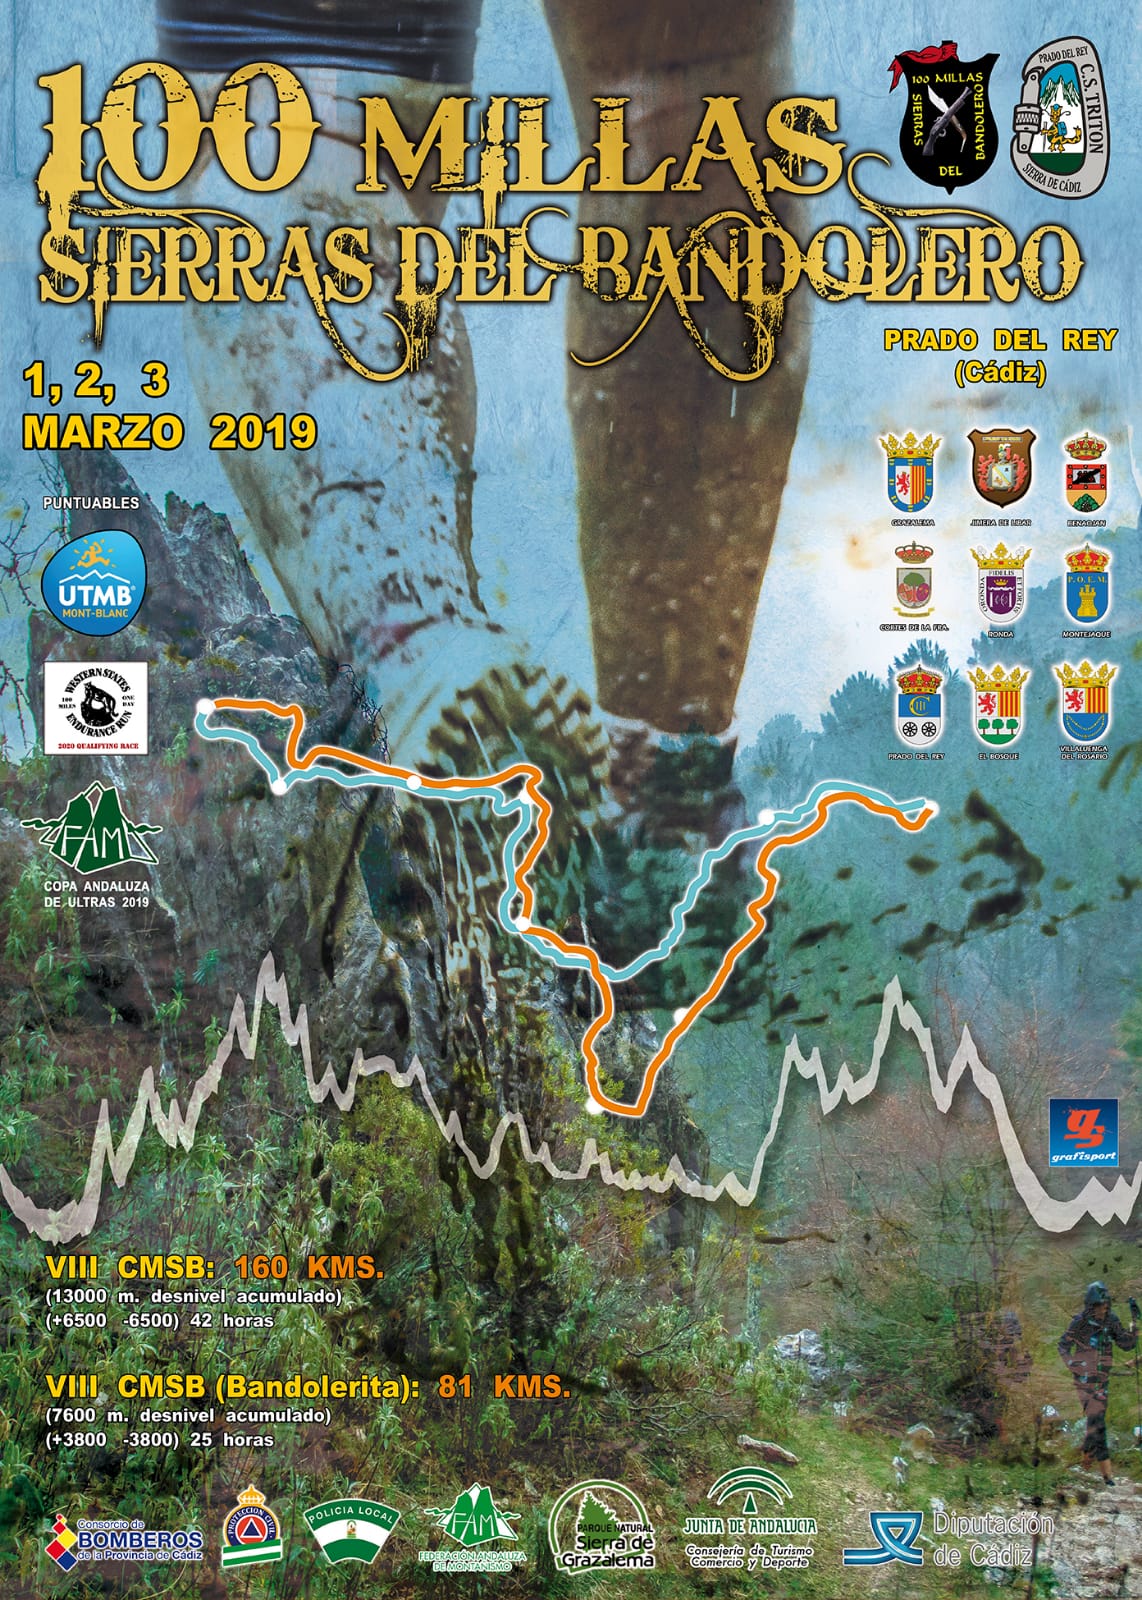 100 MILLAS
SIERRAS DEL BANDOLERO
100 MILLAS
SIERRAS
DEL
BANDOLERO
PRADO DEL REY
C.S. TRITON
SIERRA DE CÁDIZ
1, 2, 3
MARZO 2019
PRADO DEL REY
(Cádiz)
PUNTUABLES
UTMB®
MONT-BLANC
WESTERN STATES
100 MILES
ONE DAY
ENDURANCE RUN
2020 QUALIFYING RACE
FAM
COPA ANDALUZA
DE ULTRAS 2019
GRAZALEMA
JIMERA DE LIBAR
BENAOJAN
CORTES DE LA FRA.
FIDELIS
ET FORTIS
RONDA
P.O.E.M.
MONTEJAQUE
PRADO DEL REY
EL BOSQUE
VILLALUENGA
DEL ROSARIO
gs
grafisport
VIII CMSB: 160 KMS.
(13000 m. desnivel acumulado)
(+6500 -6500) 42 horas
VIII CMSB (Bandolerita): 81 KMS.
(7600 m. desnivel acumulado)
(+3800 -3800) 25 horas
Consorcio de
BOMBEROS
de la Provincia de Cádiz
PROTECCION CIVIL
POLICIA LOCAL
FAM
FEDERACIÓN ANDALUZA
DE MONTAÑISMO
PARQUE NATURAL
Sierra de
Grazalema
JUNTA DE ANDALUCIA
Consejería de Turismo
Comercio y Deporte
Diputación
de Cádiz